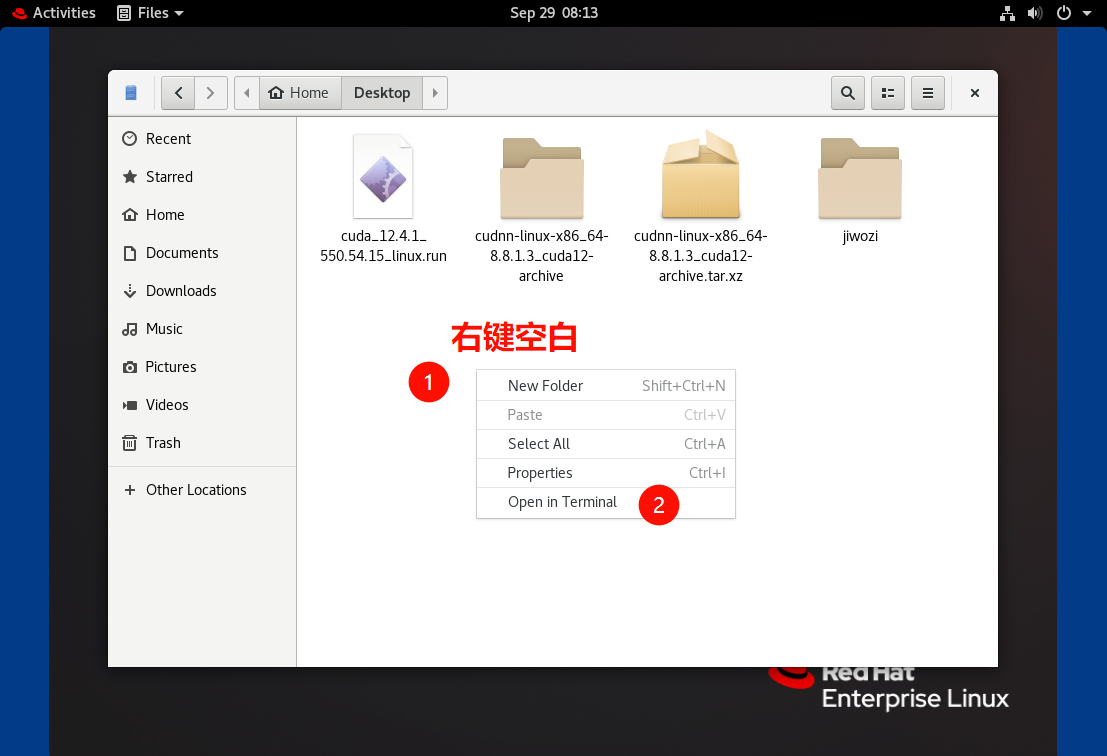 Activities Files Sep 29 08:13
Home Desktop
Recent
Starred
Home
Documents
Downloads
Music
Pictures
Videos
Trash
Other Locations
cuda_12.4.1_
550.54.15_linux.run
cudnn-linux-x86_64-
8.8.1.3_cuda12-
archive
cudnn-linux-x86_64-
8.8.1.3_cuda12-
archive.tar.xz
jiwozi
右键空白
1
New Folder Shift+Ctrl+N
Paste Ctrl+V
Select All Ctrl+A
Properties Ctrl+I
Open in Terminal
2
Red Hat
Enterprise Linux